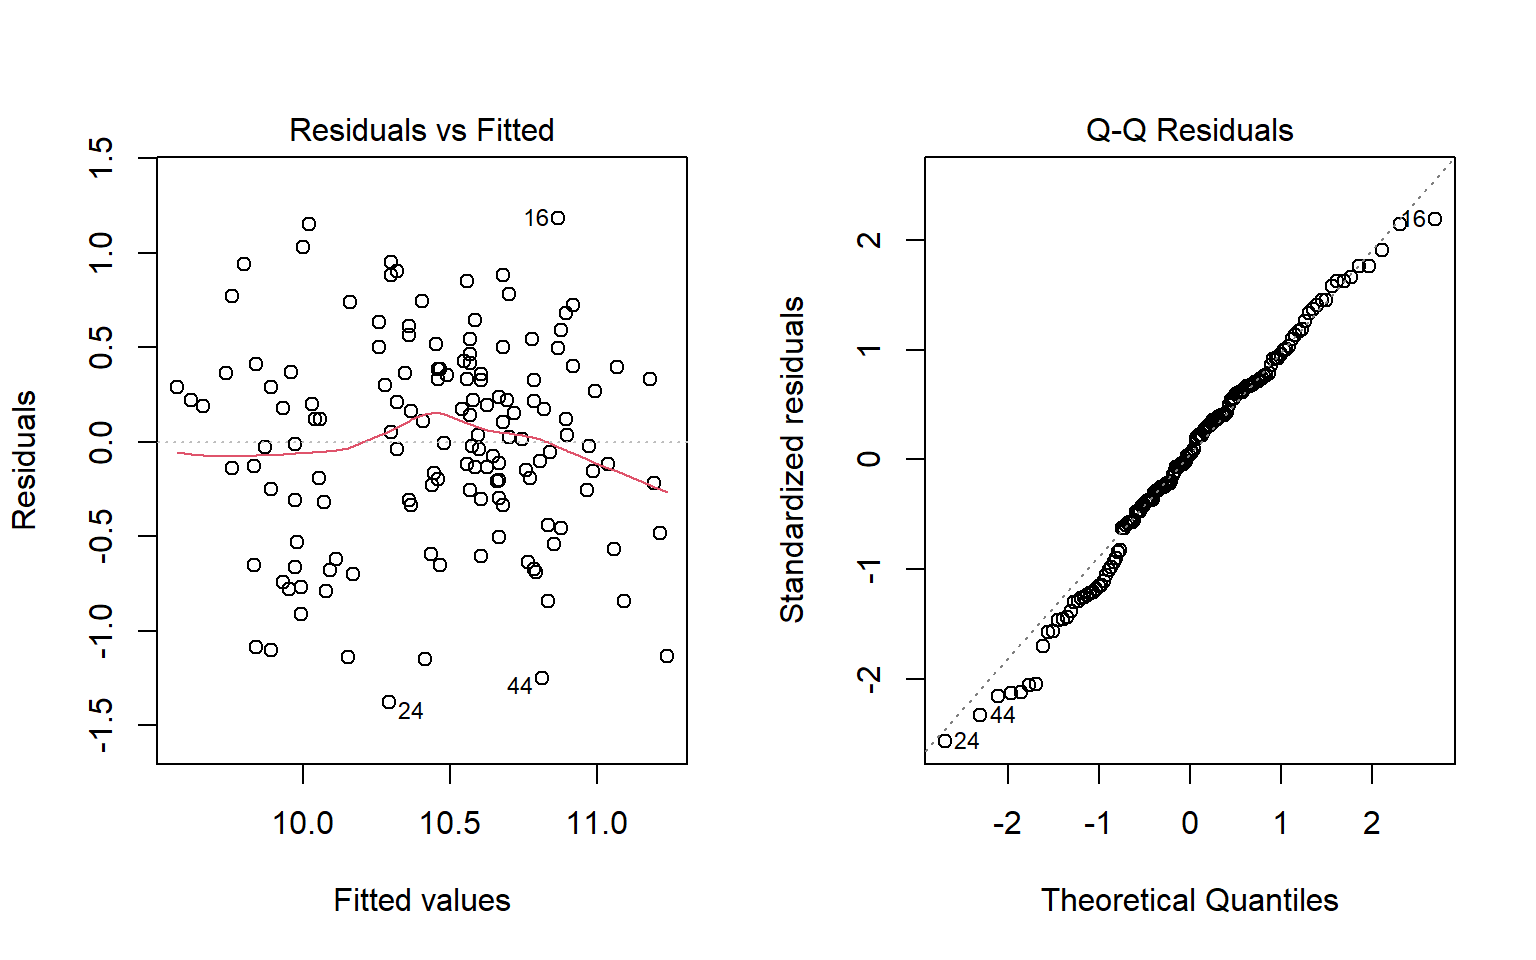 Residuals vs Fitted
Residuals
1.5
1.0
0.5
0.0
-0.5
-1.0
-1.5
16
44
24
10.0 10.5 11.0
Fitted values
Q-Q Residuals
Standardized residuals
2
1
0
-1
-2
16
44
24
-2 -1 0 1 2
Theoretical Quantiles